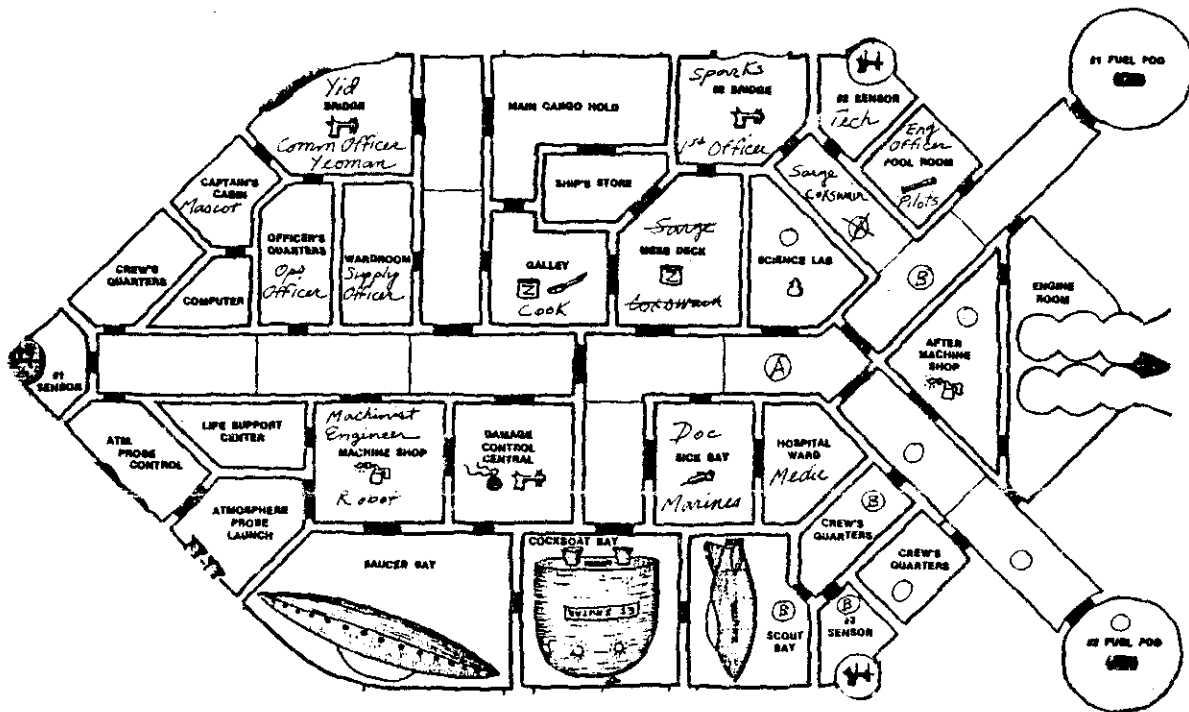 #1 FUEL POD
Yid
BRIDGE
Comm Officer
Yeoman
MAIN CARGO HOLD
Sparks
#2 BRIDGE
1st Officer
#2 SENSOR
Tech
Eng
Officer
POOL ROOM
Pilots
CAPTAIN'S
CABIN
Mascot
SHIP'S STORE
Sarge
CREW'S
QUARTERS
OFFICER'S
QUARTERS
Ops
Officer
WARDROOM
Supply
Officer
COMPUTER
GALLEY
Z
Cook
Sarge
MESS DECK
Z
SCIENCE LAB
A
B
ENGINE
ROOM
#1
SENSOR
A
AFTER
MACHINE
SHOP
ATM.
PROBE
CONTROL
LIFE SUPPORT
CENTER
Machinist
Engineer
MACHINE SHOP
Robot
DAMAGE
CONTROL
CENTRAL
Doc
SICK BAY
Marines
HOSPITAL
WARD
Medic
ATMOSPHERE
PROBE
LAUNCH
B
CREW'S
QUARTERS
CREW'S
QUARTERS
SAUCER BAY
COCKBOAT BAY
B
SCOUT
BAY
B
#3
SENSOR
#2 FUEL POD